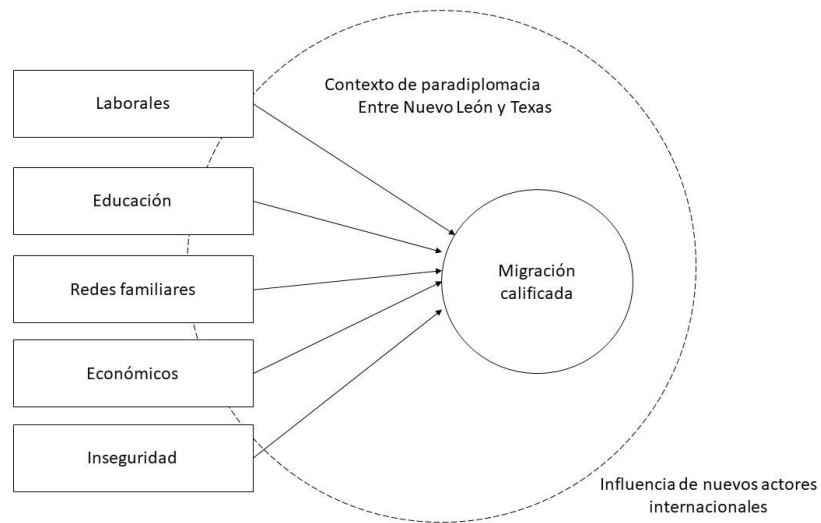 Contexto de paradiplomacia
Entre Nuevo León y Texas
Laborales
Educación
Redes familiares
Económicos
Inseguridad
Migración
calificada
Influencia de nuevos actores
internacionales